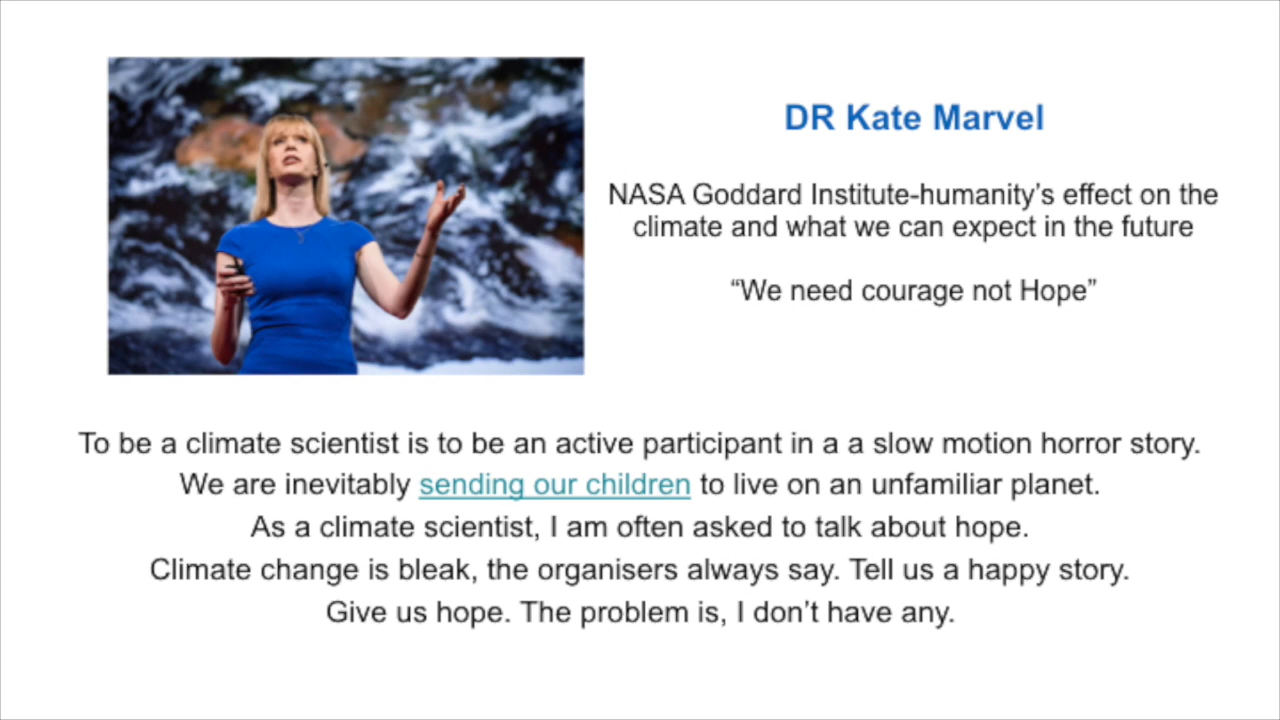 DR Kate Marvel
NASA Goddard Institute-humanity’s effect on the
climate and what we can expect in the future
“We need courage not Hope”
To be a climate scientist is to be an active participant in a a slow motion horror story.
We are inevitably sending our children to live on an unfamiliar planet.
As a climate scientist, I am often asked to talk about hope.
Climate change is bleak, the organisers always say. Tell us a happy story.
Give us hope. The problem is, I don’t have any.